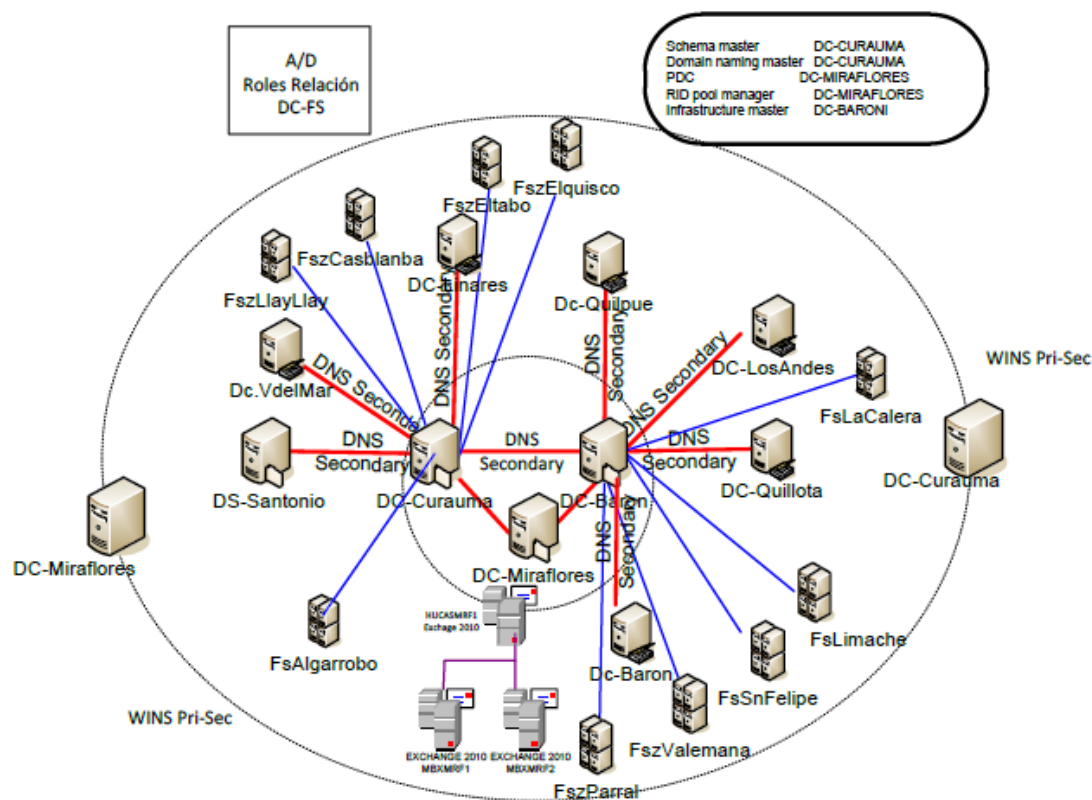 A/D
Roles Relación
DC-FS
Schema master DC-CURAUMA
Domain naming master DC-CURAUMA
PDC DC-MIRAFLORES
RID pool manager DC-MIRAFLORES
Infrastructure master DC-BARONI
FszElquisco
FszEltabo
FszCasblanba
DC-Linares
Dc-Quilpue
FszLlayLlay
DNS Secondary
DNS Secondary
DNS Secondary
WINS Pri-Sec
DC-LosAndes
Dc.VdelMar
DNS Seconde
FsLaCalera
DNS
Secondary
DNS
Secondary
DNS
Secondary
DS-Santonio
DC-Curauma
DC-Baron
DC-Quillota
DC-Curauma
DC-Miraflores
DC-Miraflores
DNS
Secondary
HUCASMRF1
Exchage 2010
FsAlgarrobo
FsLimache
Dc-Baron
FsSnFelipe
WINS Pri-Sec
FszValemana
EXCHANGE 2010
MBXMRF1
EXCHANGE 2010
MBXMRF2
FszParral